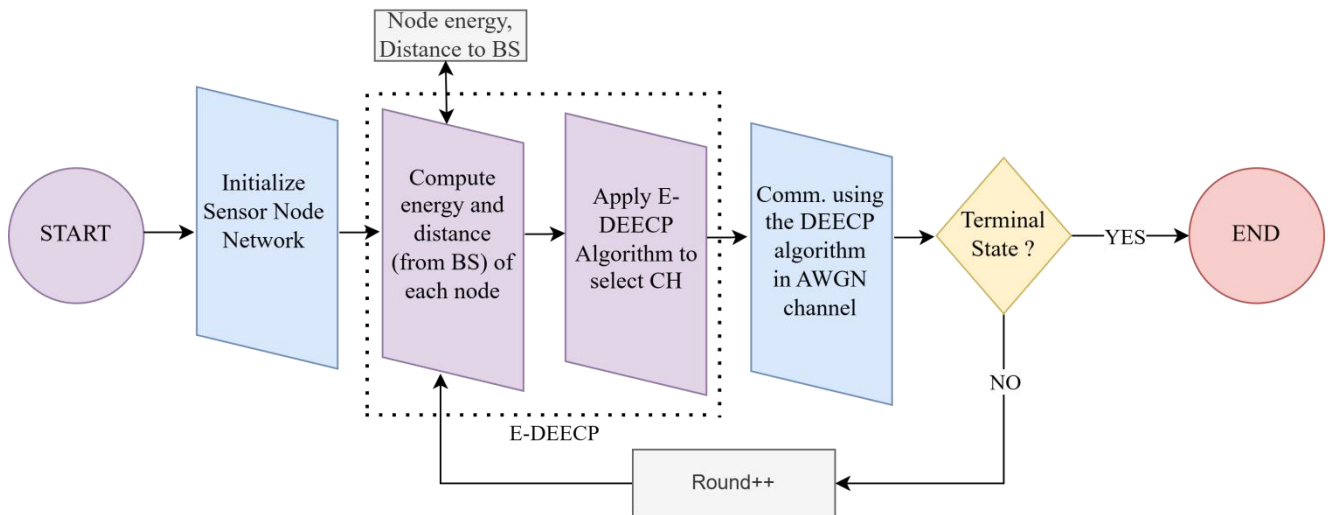 Node energy,
Distance to BS
START
Initialize
Sensor Node
Network
Compute
energy and
distance
(from BS) of
each node
Apply E-
DEECP
Algorithm to
select CH
Comm. using
the DEECP
algorithm
in AWGN
channel
Terminal
State ?
YES
END
NO
E-DEECP
Round++